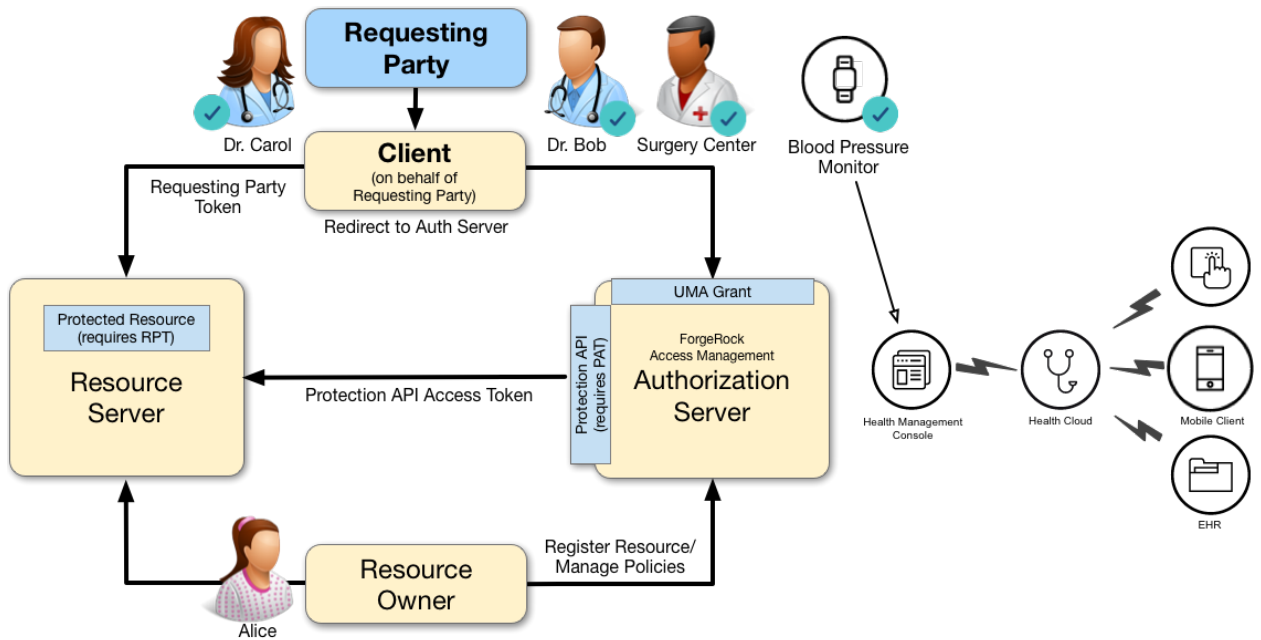 Requesting
Party
Dr. Carol
Client
(on behalf of
Requesting Party)
Dr. Bob
Surgery Center
Blood Pressure
Monitor
Requesting Party
Token
Redirect to Auth Server
Protected Resource
(requires RPT)
Resource
Server
Protection API Access Token
UMA Grant
Protection API
(requires PAT)
ForgeRock
Access Management
Authorization
Server
Health Management
Console
Health Cloud
Mobile Client
EHR
Alice
Resource
Owner
Register Resource/
Manage Policies